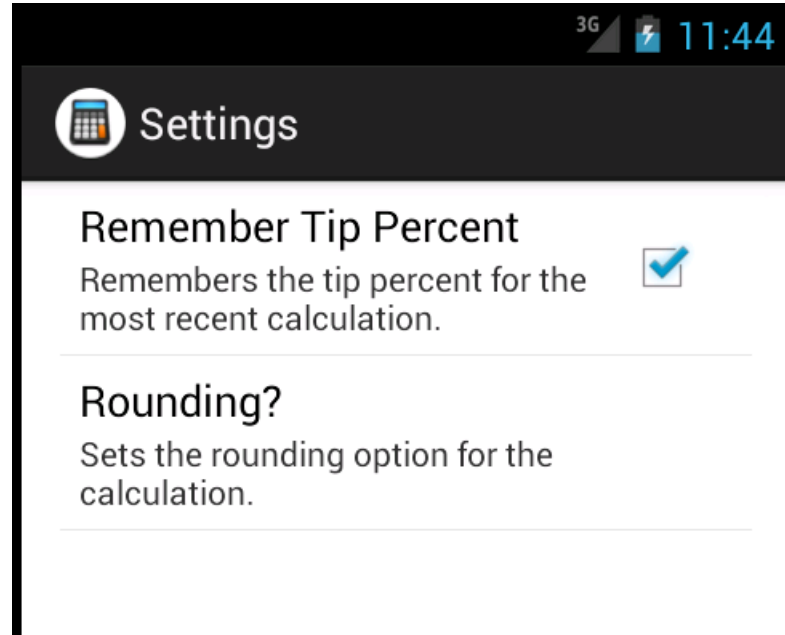 3G 11:44
Settings
Remember Tip Percent
Remembers the tip percent for the
most recent calculation.
Rounding?
Sets the rounding option for the
calculation.